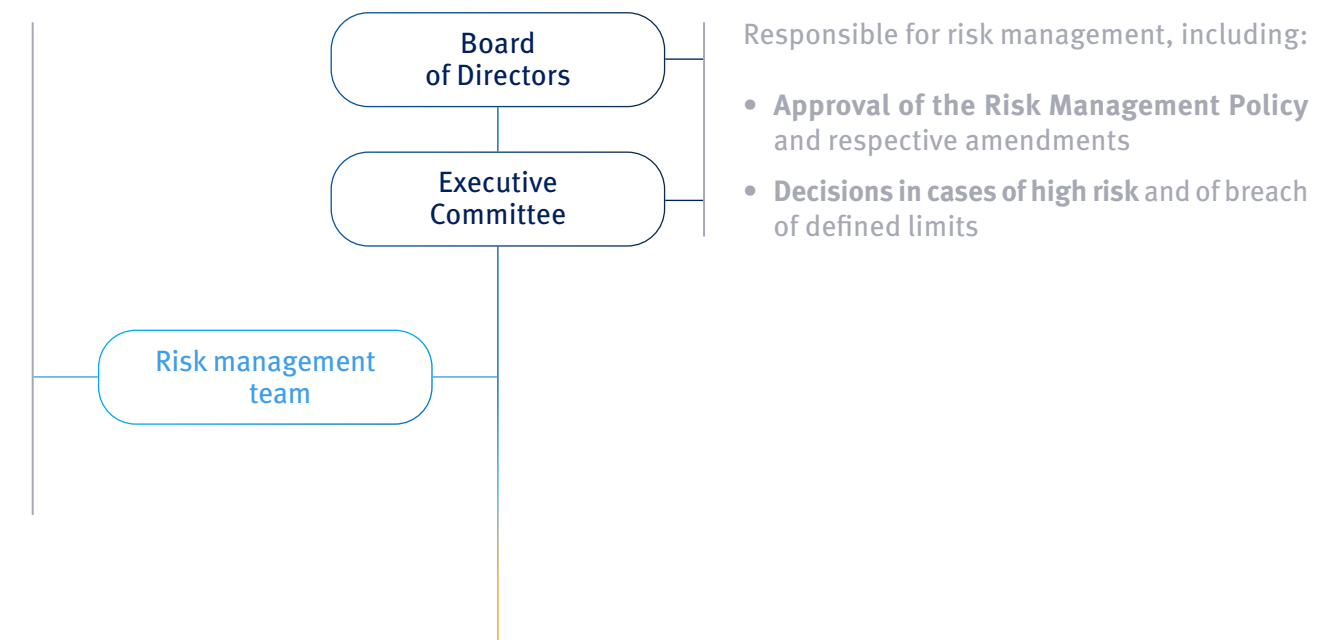 Board
of Directors
Responsible for risk management, including:
• Approval of the Risk Management Policy
and respective amendments
Executive
Committee
• Decisions in cases of high risk and of breach
of defined limits
Risk management
team